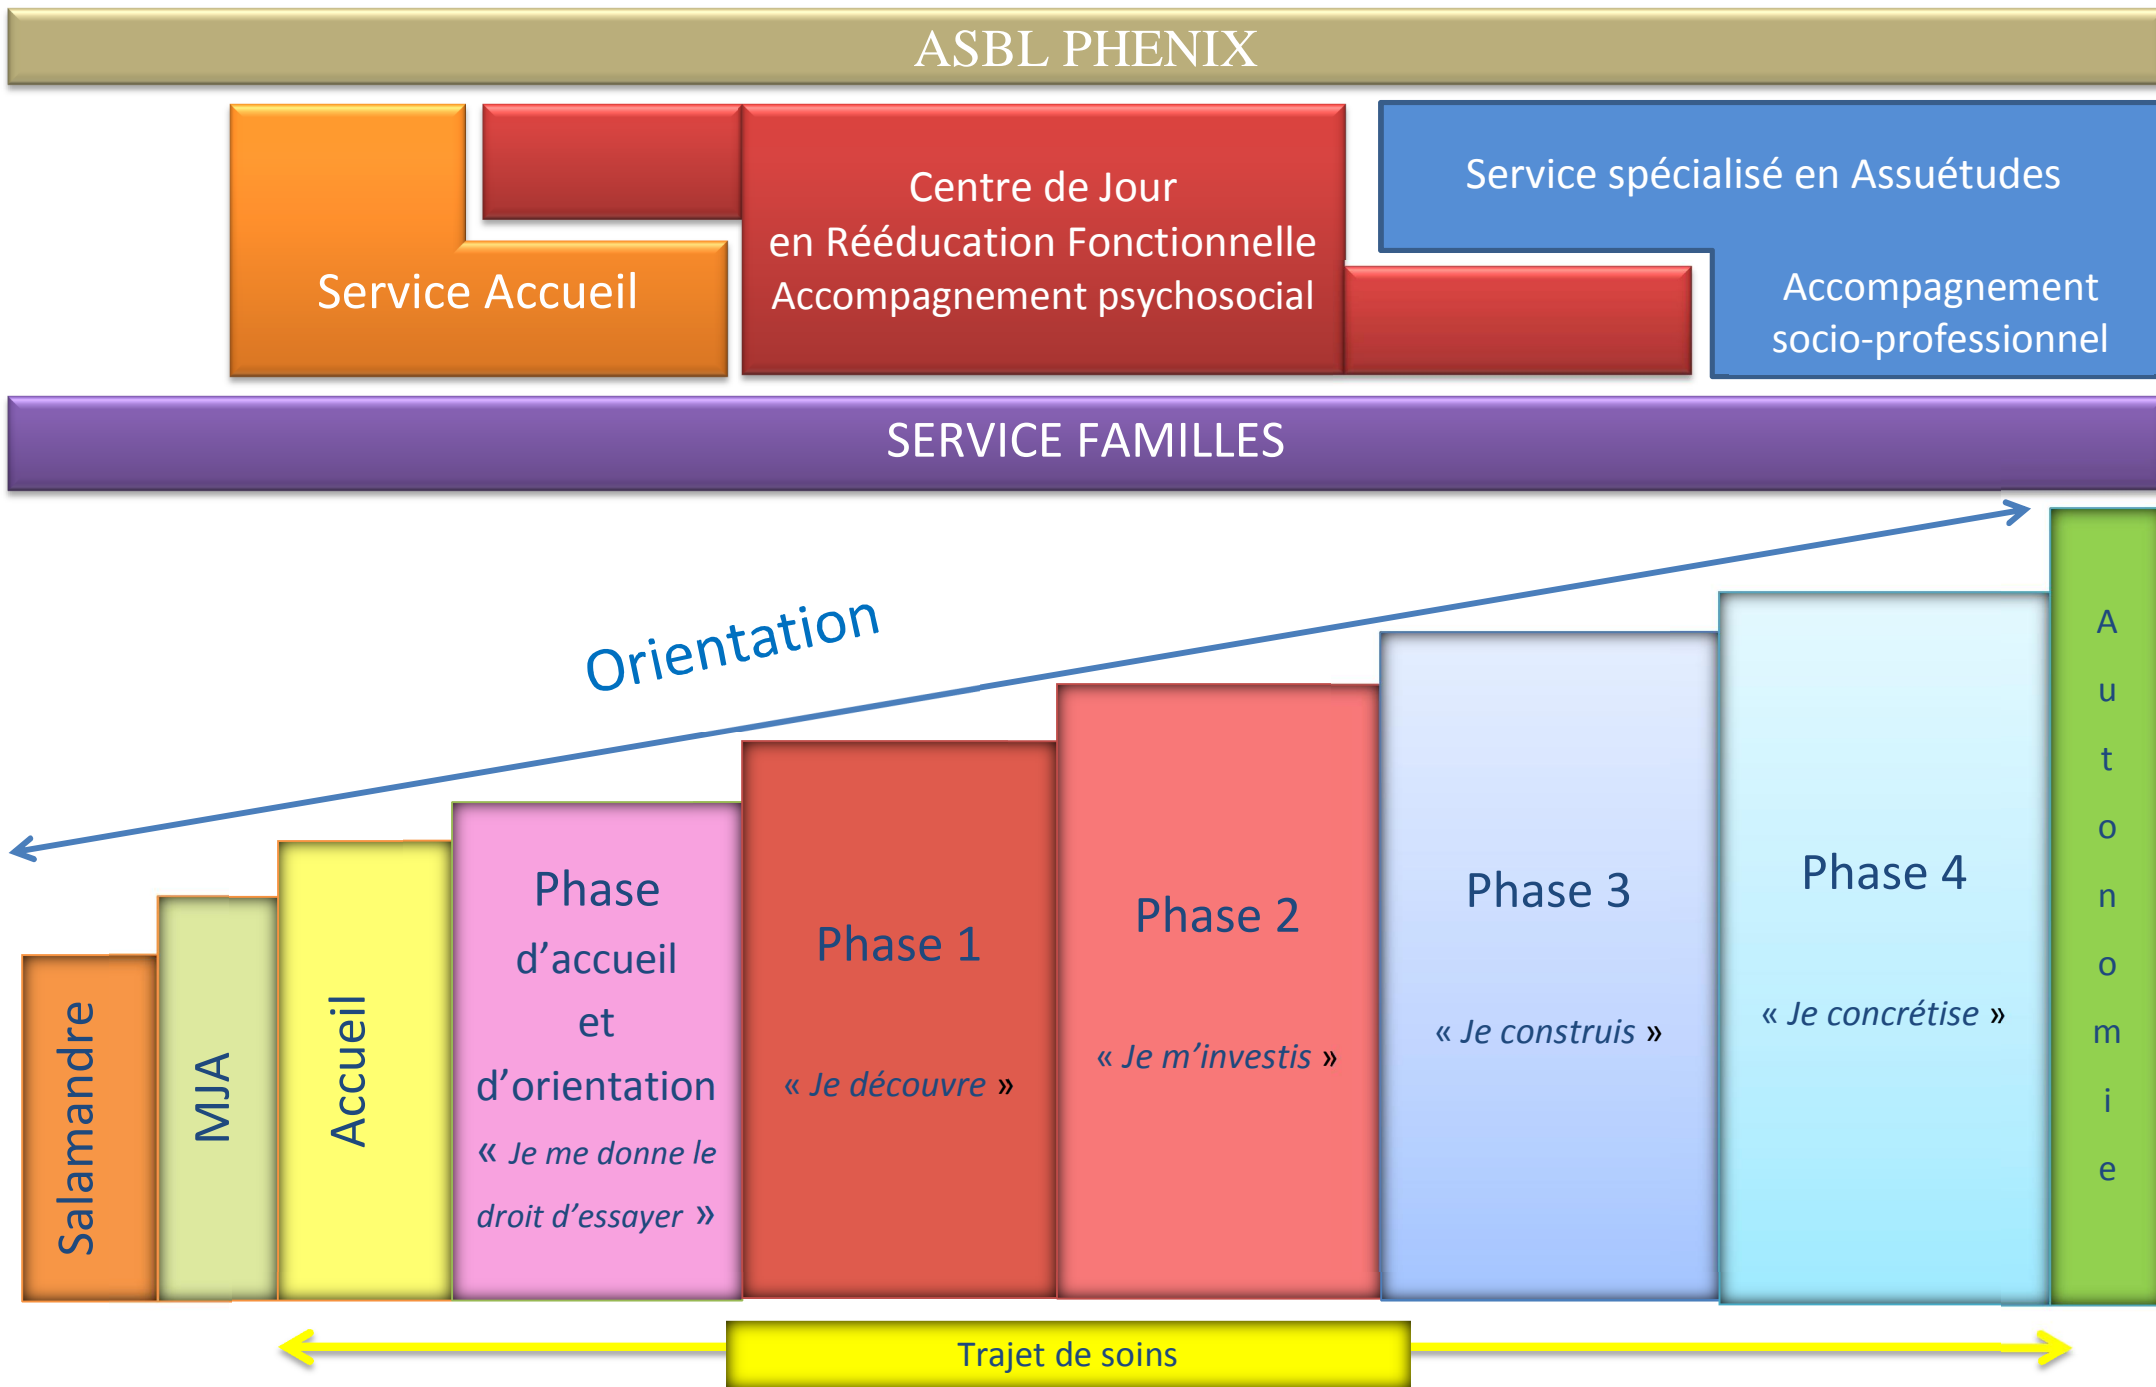 ASBL PHENIX
Service Accueil
Centre de Jour
en Rééducation Fonctionnelle
Accompagnement psychosocial
Service spécialisé en Assuétudes
Accompagnement
socio-professionnel
SERVICE FAMILLES
Orientation
Salamandre
MJA
Accueil
Phase
d’accueil
et
d’orientation
« Je me donne le
droit d’essayer »
Phase 1
« Je découvre »
Phase 2
« Je m’investis »
Phase 3
« Je construis »
Phase 4
« Je concrétise »
Autonomie
Trajet de soins